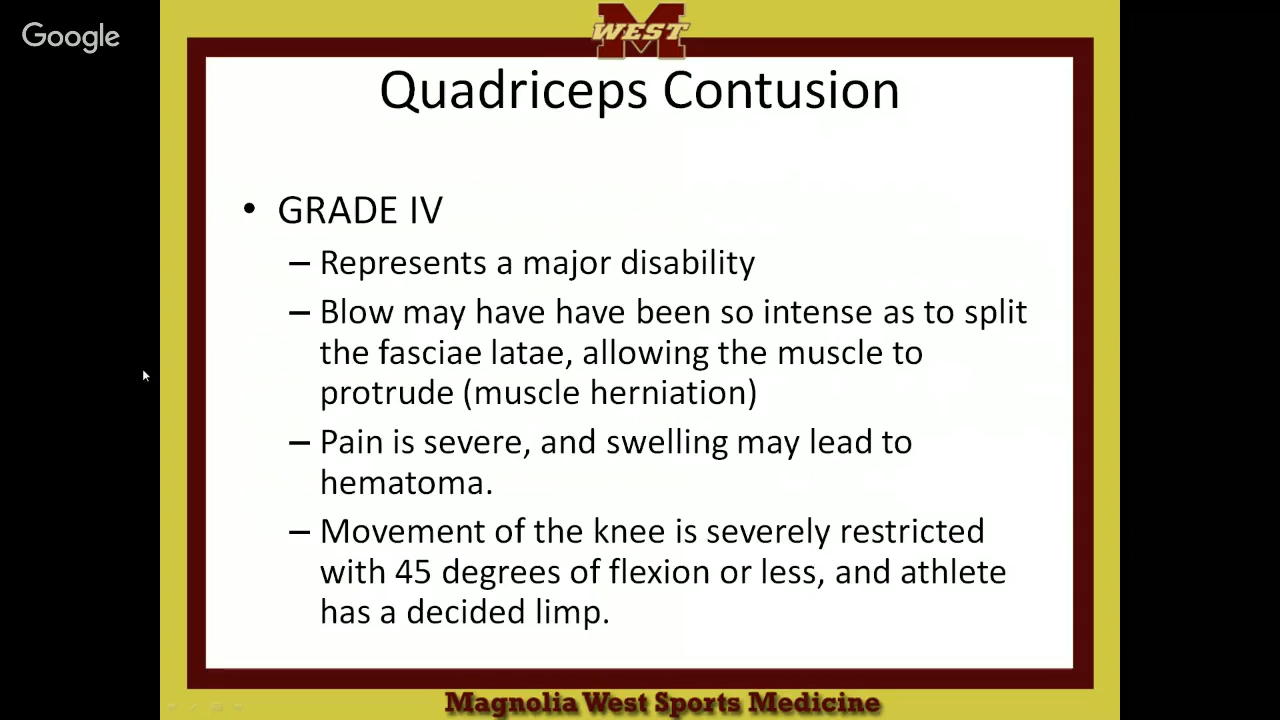 Google
M
WEST
Quadriceps Contusion
• GRADE IV
– Represents a major disability
– Blow may have have been so intense as to split
the fasciae latae, allowing the muscle to
protrude (muscle herniation)
– Pain is severe, and swelling may lead to
hematoma.
– Movement of the knee is severely restricted
with 45 degrees of flexion or less, and athlete
has a decided limp.
Magnolia West Sports Medicine